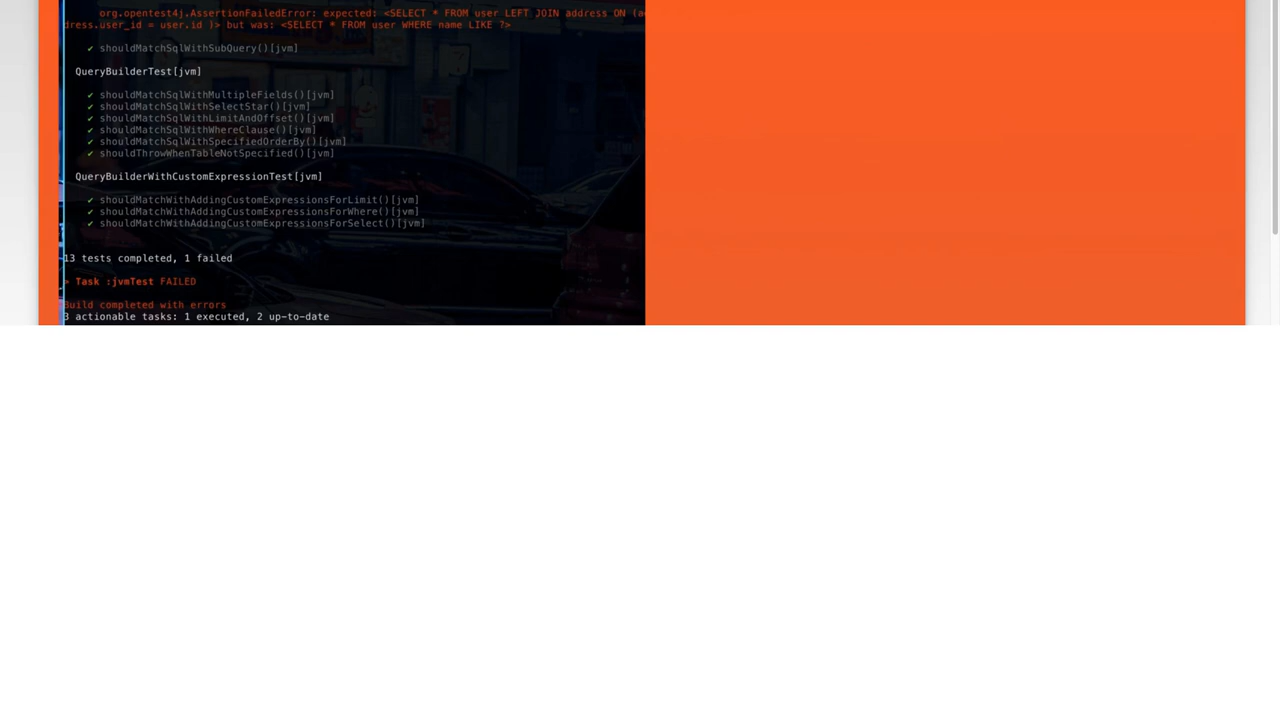 org.opentest4j.AssertionFailedError: expected: <SELECT * FROM user LEFT JOIN address ON (ad
dress.user_id = user.id )> but was: <SELECT * FROM user WHERE name LIKE ?>
✔ shouldMatchSqlWithSubQuery()[jvm]
QueryBuilderTest[jvm]
✔ shouldMatchSqlWithMultipleFields()[jvm]
✔ shouldMatchSqlWithSelectStar()[jvm]
✔ shouldMatchSqlWithLimitAndOffset()[jvm]
✔ shouldMatchSqlWithWhereClause()[jvm]
✔ shouldMatchSqlWithSpecifiedOrderBy()[jvm]
✔ shouldThrowWhenTableNotSpecified()[jvm]
QueryBuilderWithCustomExpressionTest[jvm]
✔ shouldMatchWithAddingCustomExpressionsForLimit()[jvm]
✔ shouldMatchWithAddingCustomExpressionsForWhere()[jvm]
✔ shouldMatchWithAddingCustomExpressionsForSelect()[jvm]
13 tests completed, 1 failed
> Task :jvmTest FAILED
Build completed with errors
3 actionable tasks: 1 executed, 2 up-to-date